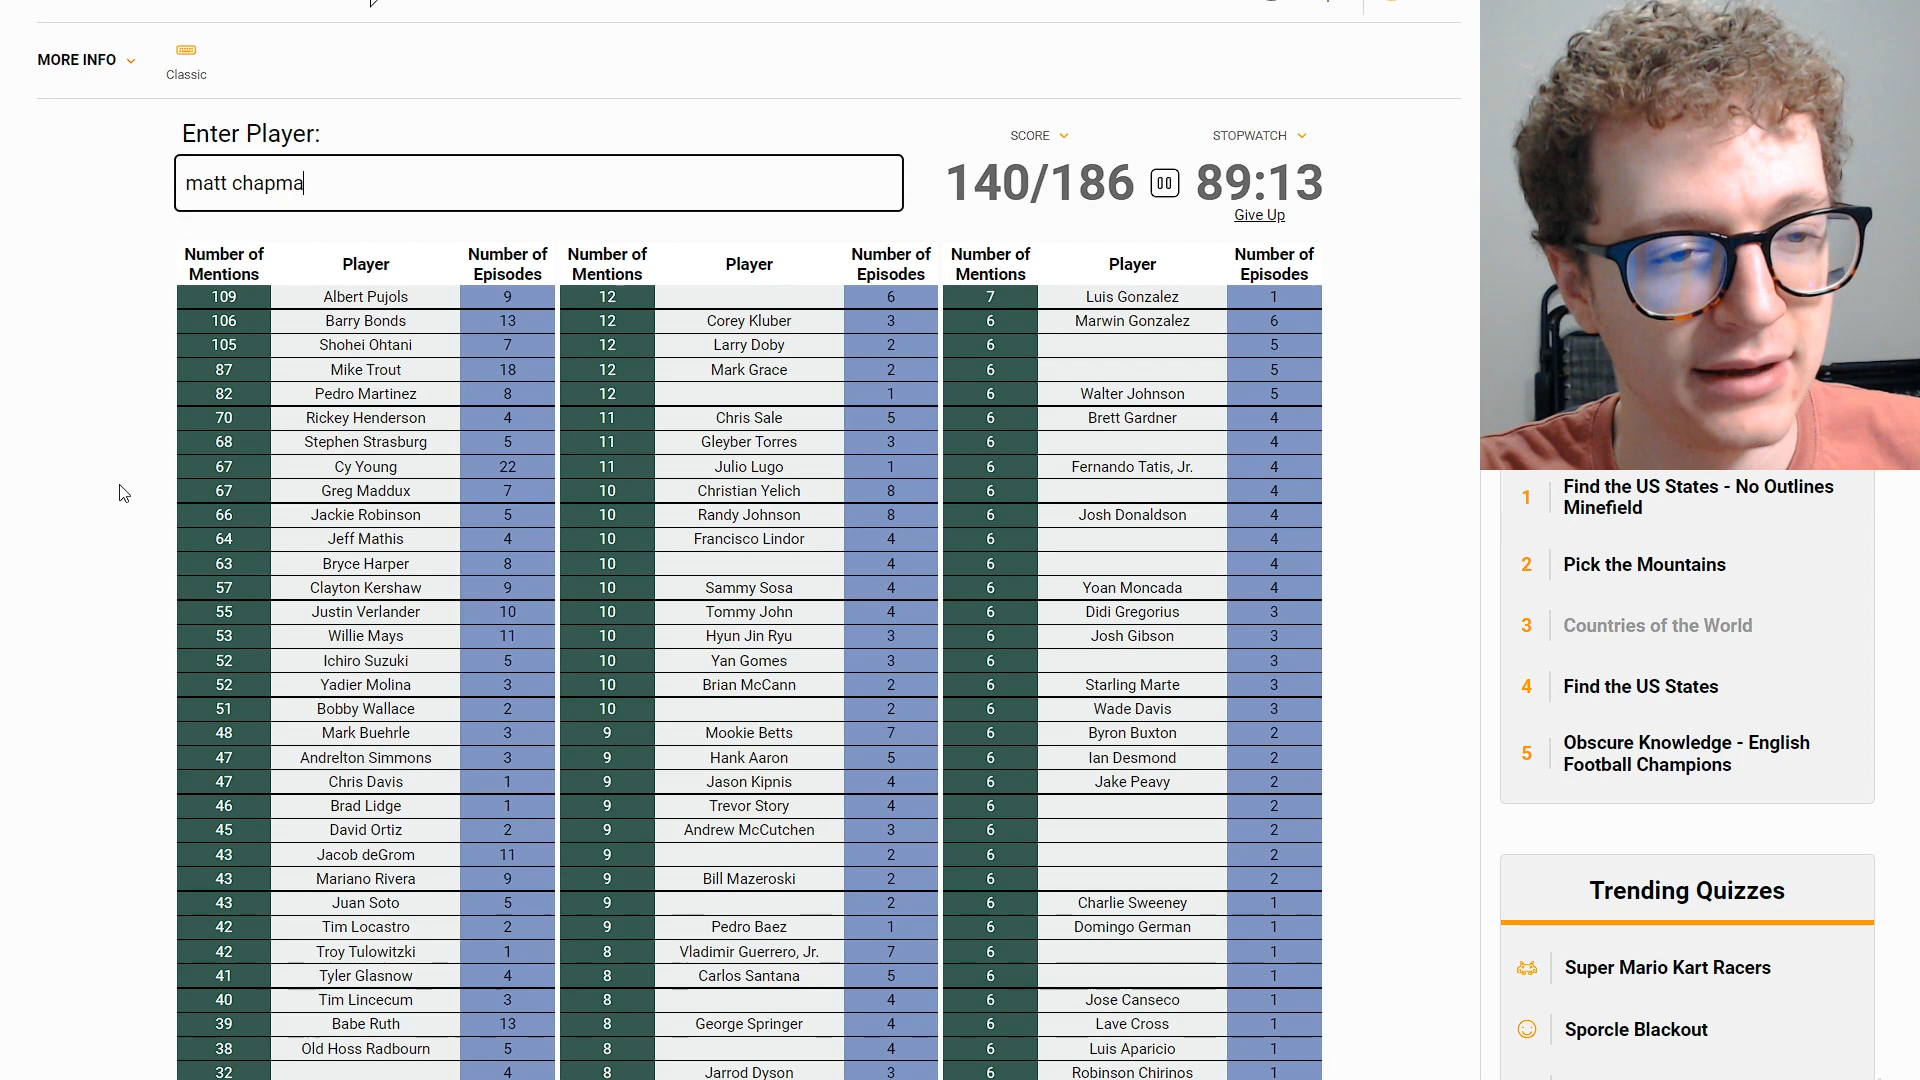 MORE INFO
Classic
Enter Player:
matt chapma
SCORE
STOPWATCH
140/186
89:13
Give Up
Number of Mentions Player Number of Episodes Number of Mentions Player Number of Episodes Number of Mentions Player Number of Episodes
109 Albert Pujols 9 12 6 7 Luis Gonzalez 1
106 Barry Bonds 13 12 Corey Kluber 3 6 Marwin Gonzalez 6
105 Shohei Ohtani 7 12 Larry Doby 2 6 5
87 Mike Trout 18 12 Mark Grace 2 6 5
82 Pedro Martinez 8 12 1 6 Walter Johnson 5
70 Rickey Henderson 4 11 Chris Sale 5 6 Brett Gardner 4
68 Stephen Strasburg 5 11 Gleyber Torres 3 6 4
67 Cy Young 22 11 Julio Lugo 1 6 Fernando Tatis, Jr. 4
67 Greg Maddux 7 10 Christian Yelich 8 6 4
66 Jackie Robinson 5 10 Randy Johnson 8 6 Josh Donaldson 4
64 Jeff Mathis 4 10 Francisco Lindor 4 6 4
63 Bryce Harper 8 10 4 6 4
57 Clayton Kershaw 9 10 Sammy Sosa 4 6 Yoan Moncada 4
55 Justin Verlander 10 10 Tommy John 4 6 Didi Gregorius 3
53 Willie Mays 11 10 Hyun Jin Ryu 3 6 Josh Gibson 3
52 Ichiro Suzuki 5 10 Yan Gomes 3 6 3
52 Yadier Molina 3 10 Brian McCann 2 6 Starling Marte 3
51 Bobby Wallace 2 10 2 6 Wade Davis 3
48 Mark Buehrle 3 9 Mookie Betts 7 6 Byron Buxton 2
47 Andrelton Simmons 3 9 Hank Aaron 5 6 Ian Desmond 2
47 Chris Davis 1 9 Jason Kipnis 4 6 Jake Peavy 2
46 Brad Lidge 1 9 Trevor Story 4 6 2
45 David Ortiz 2 9 Andrew McCutchen 3 6 2
43 Jacob deGrom 11 9 2 6 2
43 Mariano Rivera 9 9 Bill Mazeroski 2 6 2
43 Juan Soto 5 9 2 6 Charlie Sweeney 1
42 Tim Locastro 2 9 Pedro Baez 1 6 Domingo German 1
42 Troy Tulowitzki 1 8 Vladimir Guerrero, Jr. 7 6 1
41 Tyler Glasnow 4 8 Carlos Santana 5 6 1
40 Tim Lincecum 3 8 4 6 Jose Canseco 1
39 Babe Ruth 13 8 George Springer 4 6 Lave Cross 1
38 Old Hoss Radbourn 5 8 4 6 Luis Aparicio 1
32 4 8 Jarrod Dyson 3 6 Robinson Chirinos 1
1 Find the US States - No Outlines
Minefield
2 Pick the Mountains
3 Countries of the World
4 Find the US States
5 Obscure Knowledge - English
Football Champions
Trending Quizzes
Super Mario Kart Racers
Sporcle Blackout